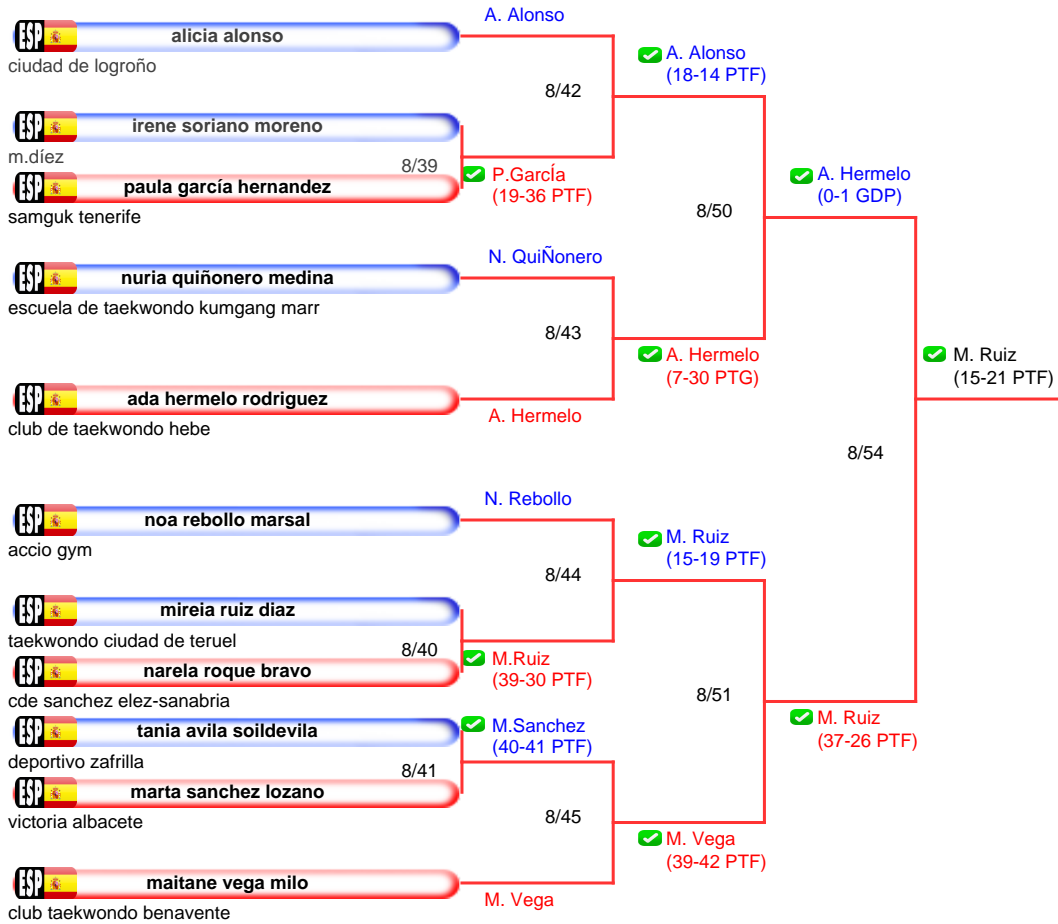 A. Alonso
ESP alicia alonso
ciudad de logroño
A. Alonso
(18-14 PTF)
8/42
ESP irene soriano moreno
m.díez
8/39
P.GarcÍa
(19-36 PTF)
ESP paula garcía hernandez
samguk tenerife
A. Hermelo
(0-1 GDP)
8/50
N. QuiÑonero
ESP nuria quiñonero medina
escuela de taekwondo kumgang marr
8/43
A. Hermelo
(7-30 PTG)
M. Ruiz
(15-21 PTF)
ESP ada hermelo rodriguez
club de taekwondo hebe
A. Hermelo
8/54
N. Rebollo
ESP noa rebollo marsal
accio gym
M. Ruiz
(15-19 PTF)
8/44
ESP mireia ruiz diaz
taekwondo ciudad de teruel
8/40
M.Ruiz
(39-30 PTF)
ESP narela roque bravo
cde sanchez elez-sanabria
8/51
M. Ruiz
(37-26 PTF)
ESP tania avila soildevila
deportivo zafrilla
M.Sanchez
(40-41 PTF)
8/41
ESP marta sanchez lozano
victoria albacete
8/45
M. Vega
(39-42 PTF)
ESP maitane vega milo
club taekwondo benavente
M. Vega